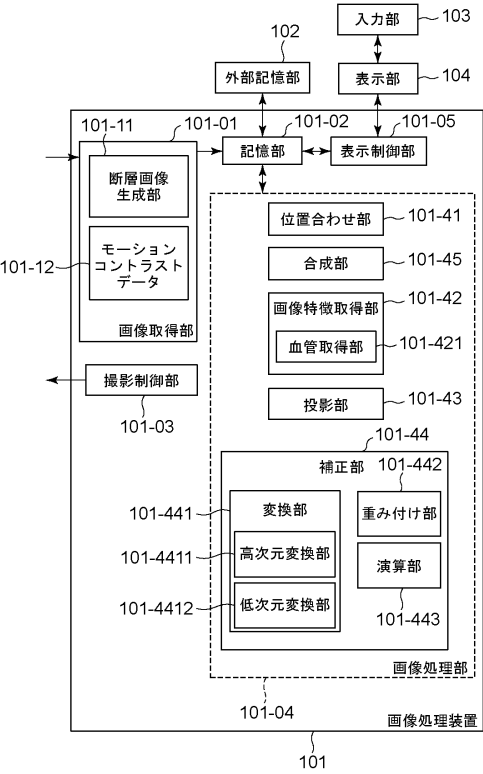 入力部
103
102
外部記憶部
表示部
104
101-01
101-02
101-05
101-11
記憶部
表示制御部
断層画像
生成部
位置合わせ部
101-41
101-12
モーション
コントラスト
データ
合成部
101-45
画像特徴取得部
101-42
画像取得部
血管取得部
101-421
撮影制御部
101-03
投影部
101-43
101-44
補正部
101-442
101-441
変換部
重み付け部
101-4411
高次元変換部
演算部
101-4412
低次元変換部
101-443
画像処理部
101-04
画像処理装置
101